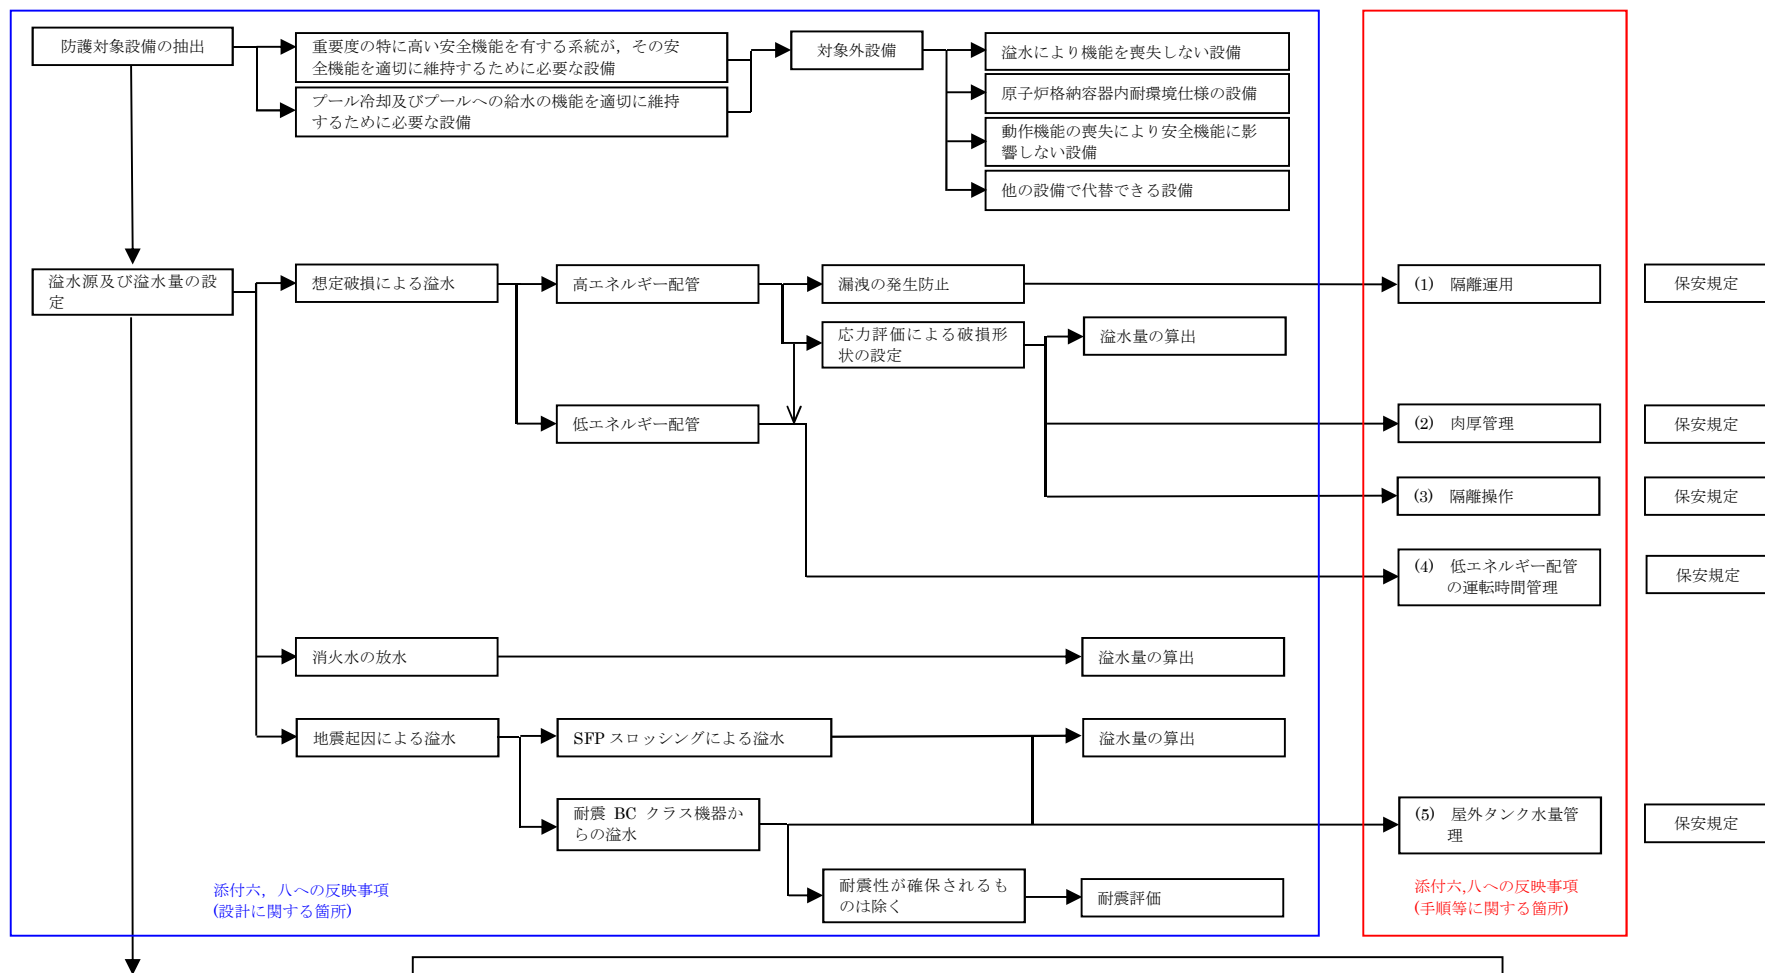 防護対象設備の抽出
重要度の特に高い安全機能を有する系統が，その安
全機能を適切に維持するために必要な設備
プール冷却及びプールへの給水の機能を適切に維持
するために必要な設備
対象外設備
溢水により機能を喪失しない設備
原子炉格納容器内耐環境仕様の設備
動作機能の喪失により安全機能に影
響しない設備
他の設備で代替できる設備
溢水源及び溢水量の設
定
想定破損による溢水
高エネルギー配管
漏洩の発生防止
(1) 隔離運用
保安規定
応力評価による破損形
状の設定
溢水量の算出
低エネルギー配管
(2) 肉厚管理
保安規定
(3) 隔離操作
保安規定
(4) 低エネルギー配管
の運転時間管理
保安規定
消火水の放水
溢水量の算出
地震起因による溢水
SFP スロッシングによる溢水
溢水量の算出
耐震 BC クラス機器か
らの溢水
(5) 屋外タンク水量管
理
保安規定
耐震性が確保されるも
のは除く
耐震評価
添付六，八への反映事項
(設計に関する箇所)
添付六,八への反映事項
(手順等に関する箇所)